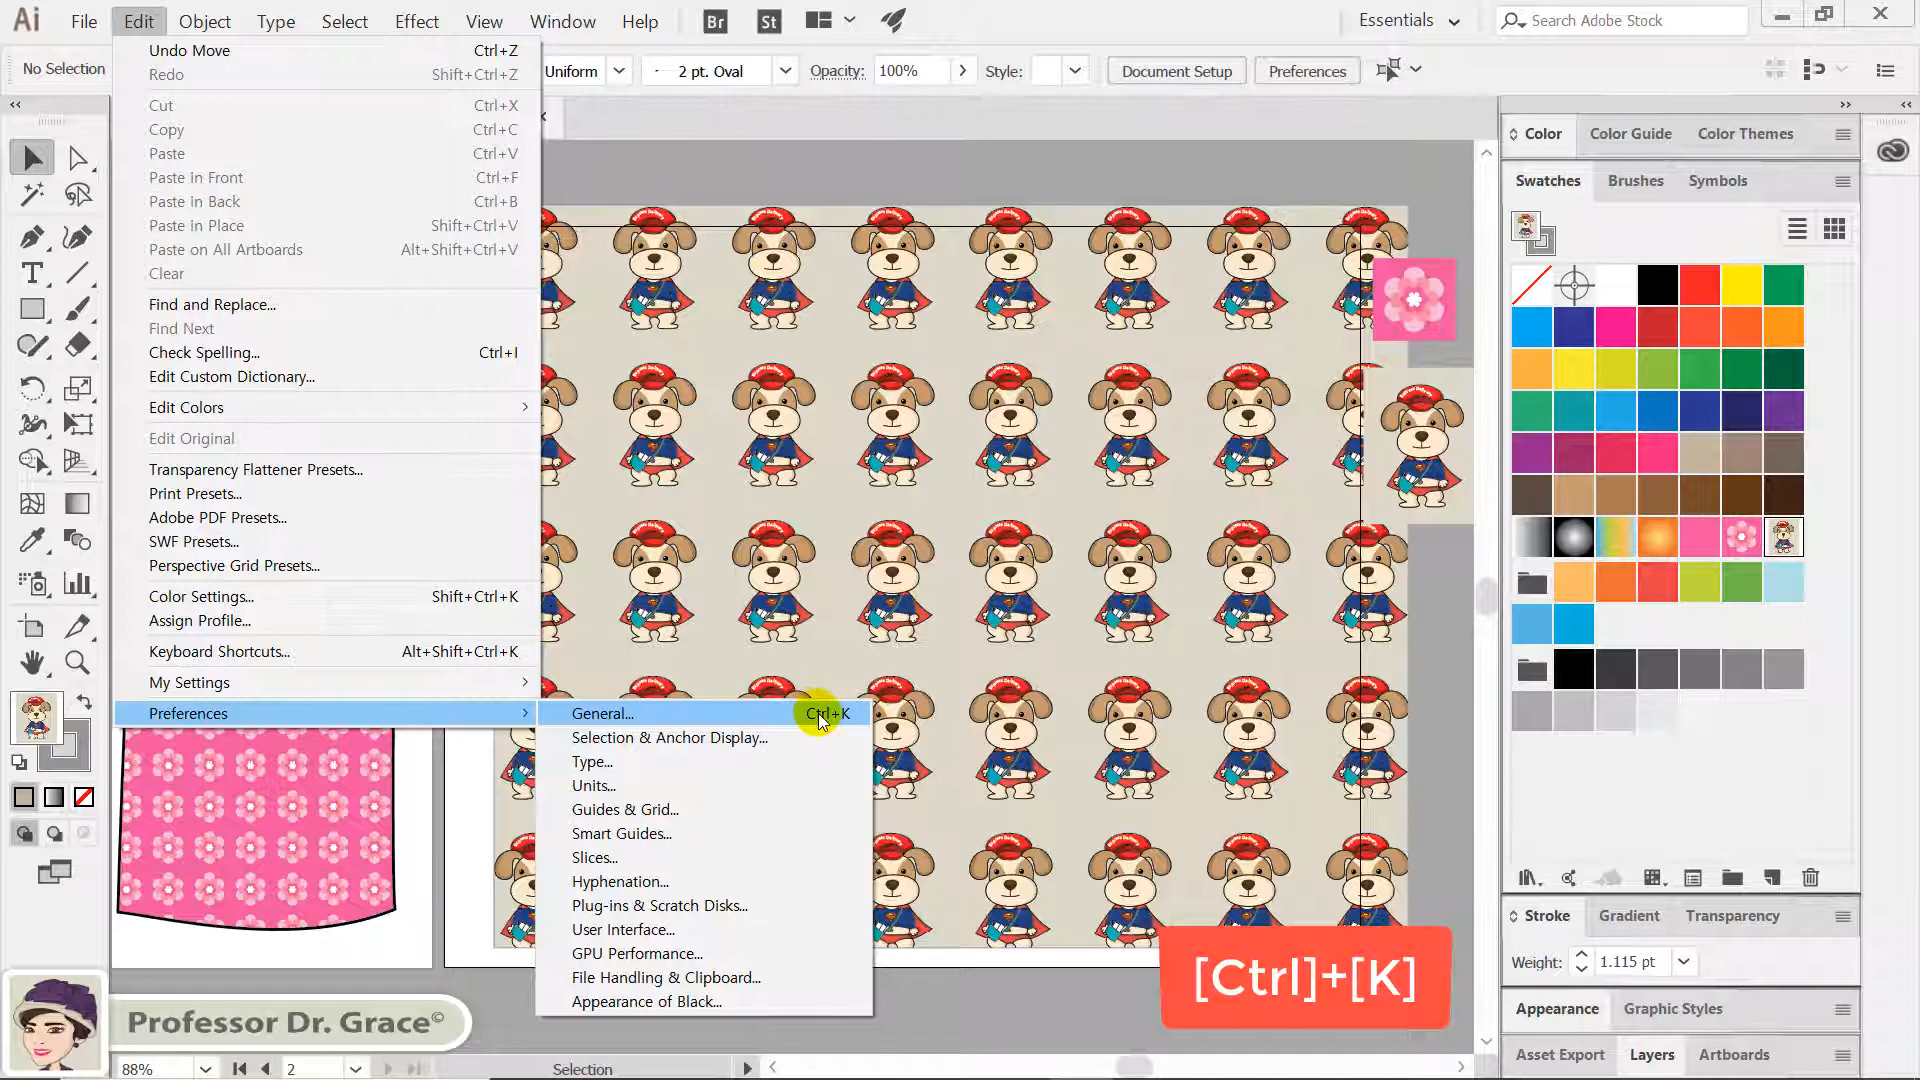 Ai File Edit Object Type Select Effect View Window Help Br St Essentials Search Adobe Stock
No Selection Uniform 2 pt. Oval Opacity: 100% Style: Document Setup Preferences
Undo Move Ctrl+Z
Redo Shift+Ctrl+Z
Cut Ctrl+X
Copy Ctrl+C
Paste Ctrl+V
Paste in Front Ctrl+F
Paste in Back Ctrl+B
Paste in Place Shift+Ctrl+V
Paste on All Artboards Alt+Shift+Ctrl+V
Clear
Find and Replace...
Find Next
Check Spelling... Ctrl+I
Edit Custom Dictionary...
Edit Colors
Edit Original
Transparency Flattener Presets...
Print Presets...
Adobe PDF Presets...
SWF Presets...
Perspective Grid Presets...
Color Settings... Shift+Ctrl+K
Assign Profile...
Keyboard Shortcuts... Alt+Shift+Ctrl+K
My Settings
Preferences
General... Ctrl+K
Selection & Anchor Display...
Type...
Units...
Guides & Grid...
Smart Guides...
Slices...
Hyphenation...
Plug-ins & Scratch Disks...
User Interface...
GPU Performance...
File Handling & Clipboard...
Appearance of Black...
Color Color Guide Color Themes
Swatches Brushes Symbols
Stroke Gradient Transparency
Weight: 1.115 pt
Appearance Graphic Styles
Asset Export Layers Artboards
[Ctrl]+[K]
Professor Dr. Grace©
88% 2 Selection